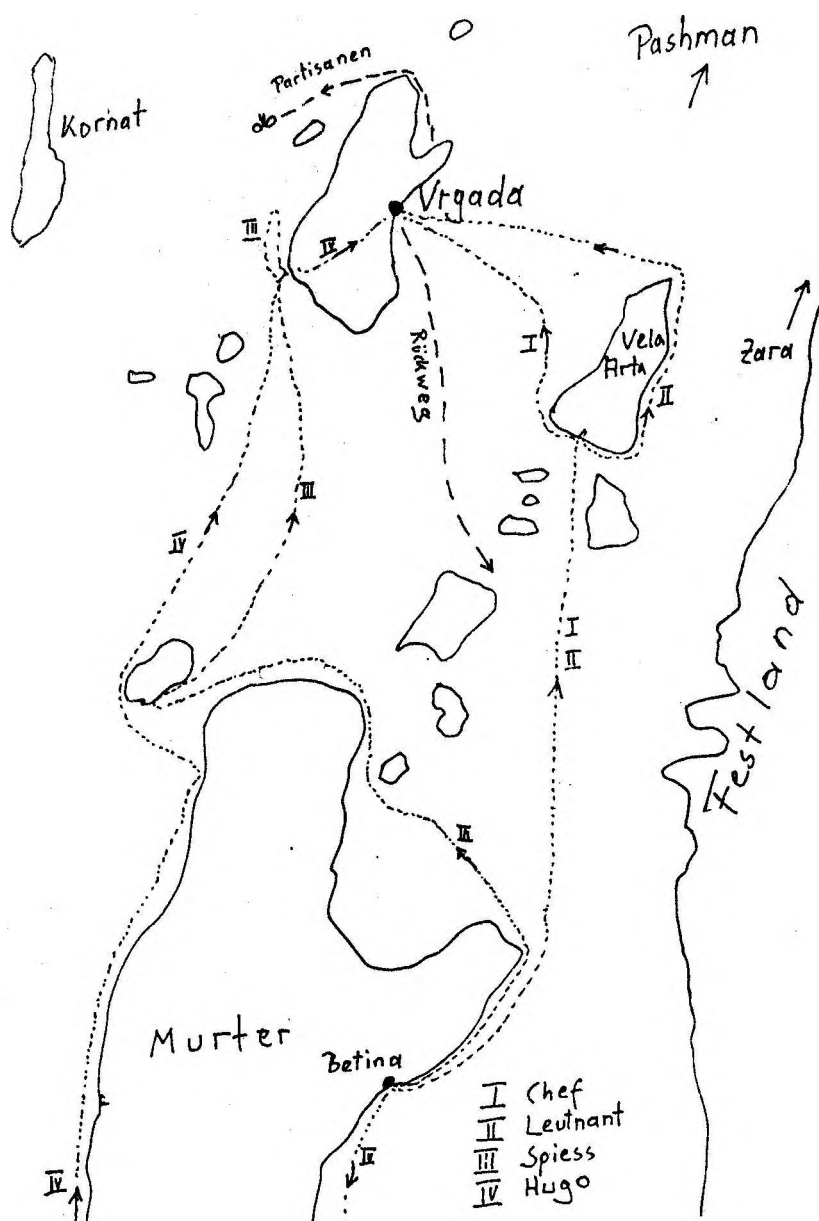 Pashman
Partisanen
Kornat
Vrgada
III
IV
Rückweg
I
Vela
Arta
II
Zara
III
IV
I
II
Festland
III
Murter
Betina
IV
IV
I Chef
II Leutnant
III Spiess
IV Hugo